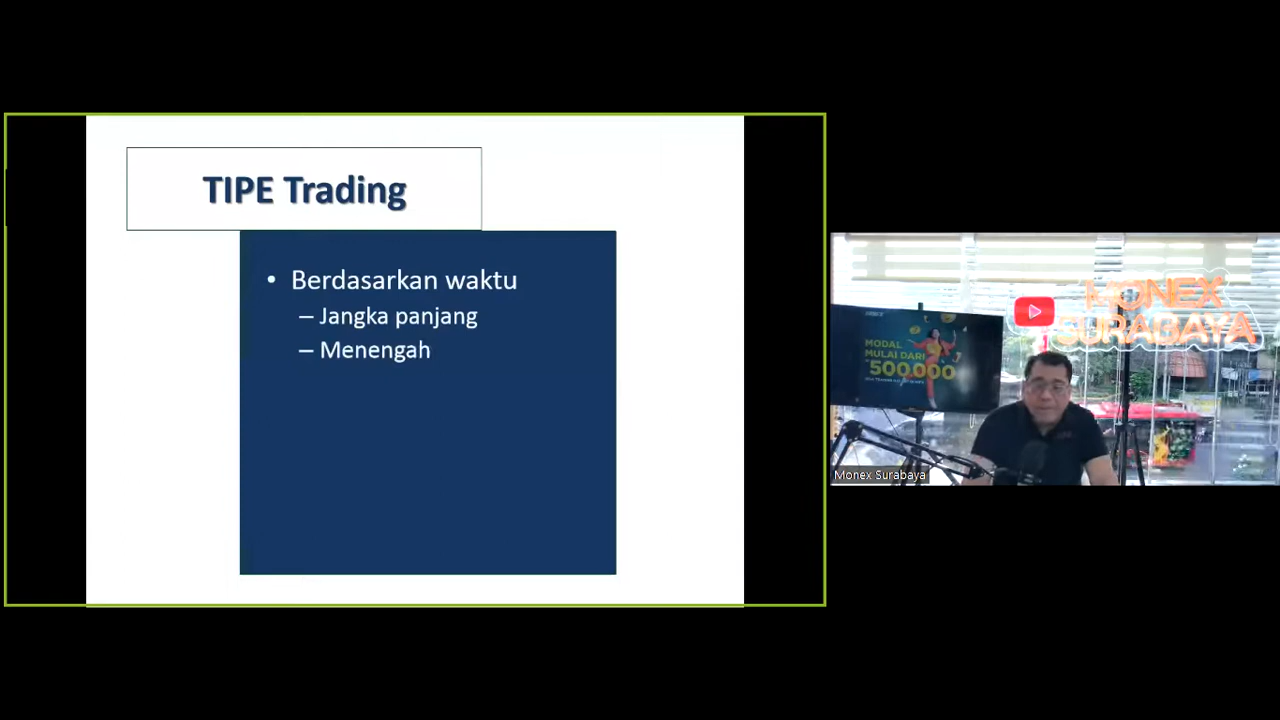 TIPE Trading
• Berdasarkan waktu
– Jangka panjang
– Menengah
MONEX
SURABAYA
MODAL
MULAI DARI
500.000
Monex Surabaya